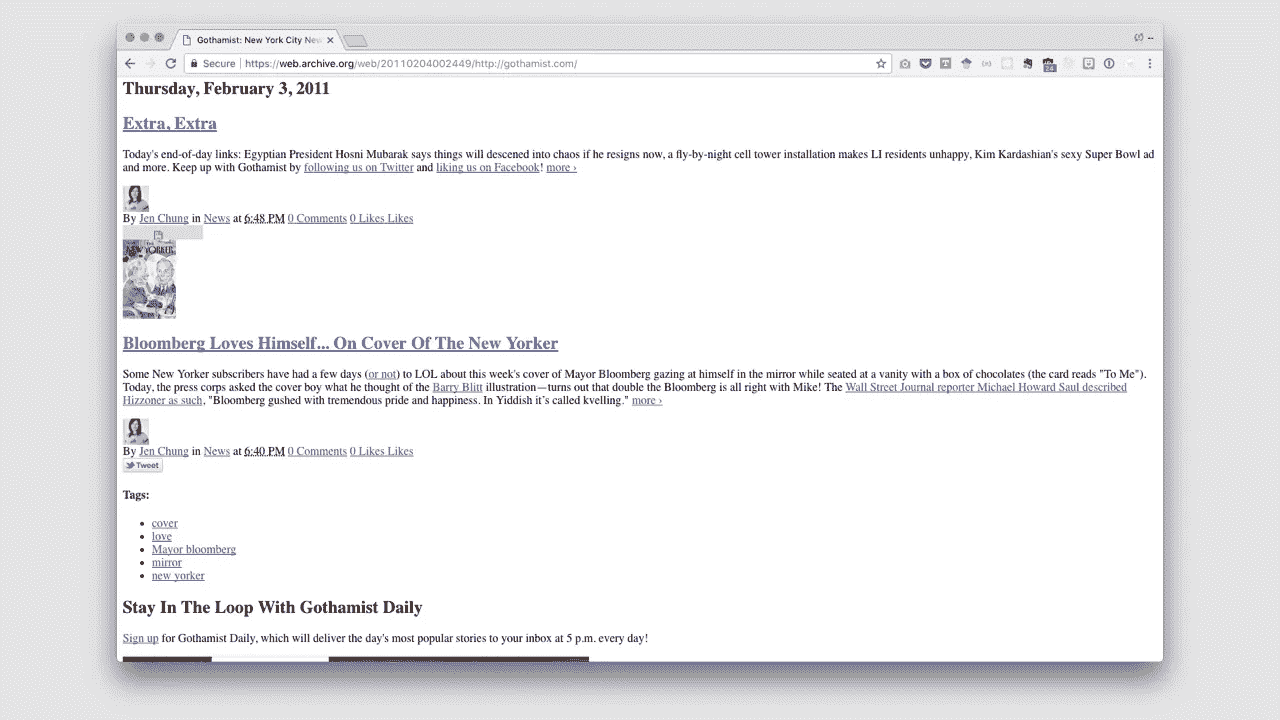 Gothamist: New York City New
Secure
https://web.archive.org/web/20110204002449/http://gothamist.com/
24
Thursday, February 3, 2011
Extra, Extra
Today's end-of-day links: Egyptian President Hosni Mubarak says things will descened into chaos if he resigns now, a fly-by-night cell tower installation makes LI residents unhappy, Kim Kardashian's sexy Super Bowl ad
and more. Keep up with Gothamist by following us on Twitter and liking us on Facebook! more ›
By Jen Chung in News at 6:48 PM 0 Comments 0 Likes Likes
THE
NEW YORKER
Bloomberg Loves Himself... On Cover Of The New Yorker
Some New Yorker subscribers have had a few days (or not) to LOL about this week's cover of Mayor Bloomberg gazing at himself in the mirror while seated at a vanity with a box of chocolates (the card reads "To Me").
Today, the press corps asked the cover boy what he thought of the Barry Blitt illustration—turns out that double the Bloomberg is all right with Mike! The Wall Street Journal reporter Michael Howard Saul described
Hizzoner as such, "Bloomberg gushed with tremendous pride and happiness. In Yiddish it's called kvelling." more ›
By Jen Chung in News at 6:40 PM 0 Comments 0 Likes Likes
Tweet
Tags:
cover
love
Mayor bloomberg
mirror
new yorker
Stay In The Loop With Gothamist Daily
Sign up for Gothamist Daily, which will deliver the day's most popular stories to your inbox at 5 p.m. every day!